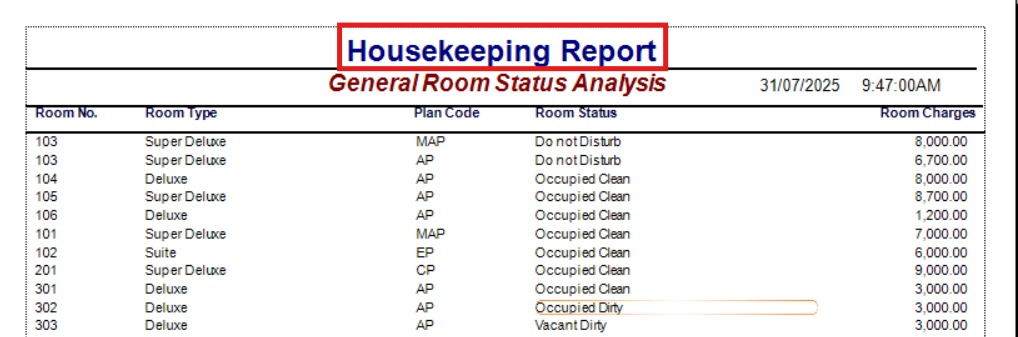 Housekeeping Report
General Room Status Analysis 31/07/2025 9:47:00AM
Room No. Room Type Plan Code Room Status Room Charges
103 Super Deluxe MAP Do not Disturb 8,000.00
103 Super Deluxe AP Do not Disturb 6,700.00
104 Deluxe AP Occupied Clean 8,000.00
105 Super Deluxe AP Occupied Clean 8,700.00
106 Deluxe AP Occupied Clean 1,200.00
101 Super Deluxe MAP Occupied Clean 7,000.00
102 Suite EP Occupied Clean 6,000.00
201 Super Deluxe CP Occupied Clean 9,000.00
301 Deluxe AP Occupied Clean 3,000.00
302 Deluxe AP Occupied Dirty 3,000.00
303 Deluxe AP Vacant Dirty 3,000.00